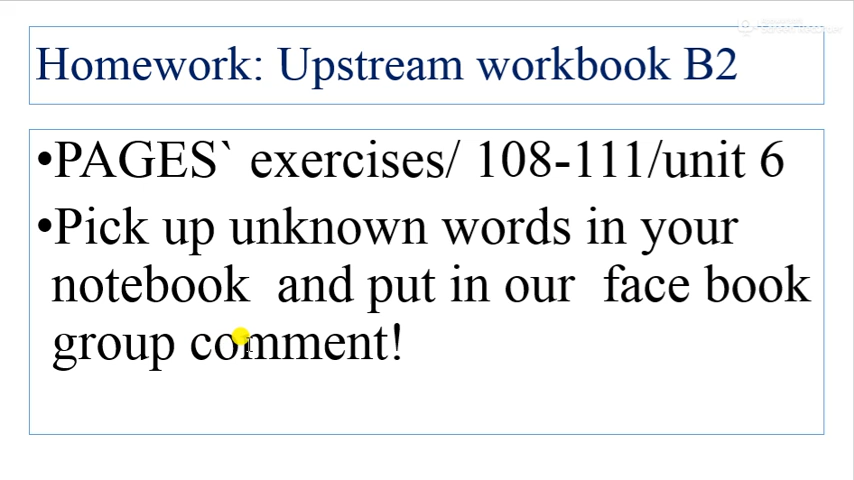 Homework: Upstream workbook B2
•PAGES` exercises/ 108-111/unit 6
•Pick up unknown words in your
notebook and put in our face book
group comment!